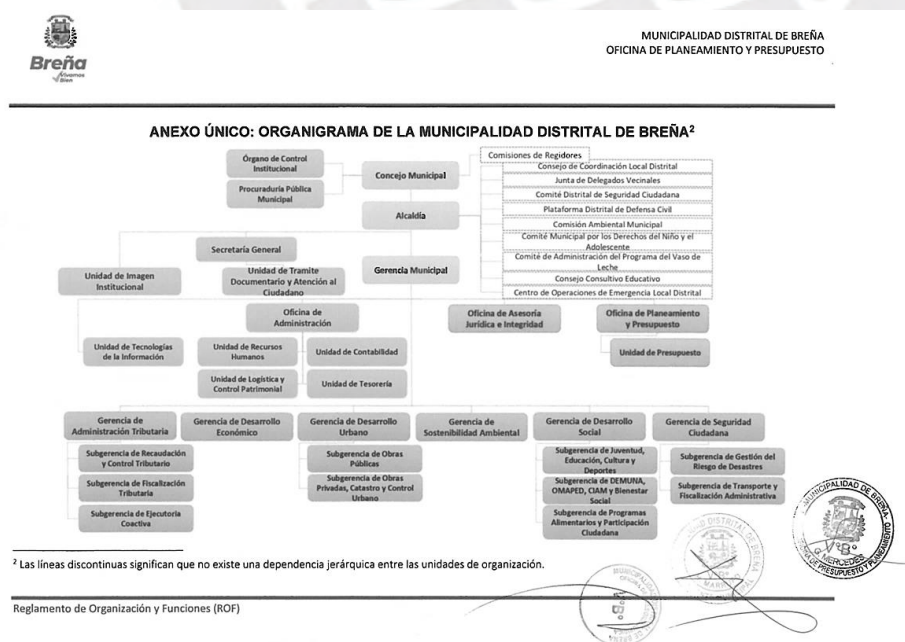 Breña
Vivamos
Bien
MUNICIPALIDAD DISTRITAL DE BREÑA
OFICINA DE PLANEAMIENTO Y PRESUPUESTO
ANEXO ÚNICO: ORGANIGRAMA DE LA MUNICIPALIDAD DISTRITAL DE BREÑA²
Órgano de Control
Institucional
Procuraduría Pública
Municipal
Concejo Municipal
Alcaldía
Comisiones de Regidores
Consejo de Coordinación Local Distrital
Junta de Delegados Vecinales
Comité Distrital de Seguridad Ciudadana
Plataforma Distrital de Defensa Civil
Comisión Ambiental Municipal
Comité Municipal por los Derechos del Niño y el
Adolescente
Comité de Administración del Programa del Vaso de
Leche
Consejo Consultivo Educativo
Centro de Operaciones de Emergencia Local Distrital
Secretaría General
Unidad de Imagen
Institucional
Unidad de Tramite
Documentario y Atención al
Ciudadano
Gerencia Municipal
Oficina de
Administración
Oficina de Asesoría
Jurídica e Integridad
Oficina de Planeamiento
y Presupuesto
Unidad de Tecnologías
de la Información
Unidad de Recursos
Humanos
Unidad de Contabilidad
Unidad de Logística y
Control Patrimonial
Unidad de Tesorería
Unidad de Presupuesto
Gerencia de
Administración Tributaria
Gerencia de Desarrollo
Económico
Gerencia de Desarrollo
Urbano
Gerencia de
Sostenibilidad Ambiental
Gerencia de Desarrollo
Social
Gerencia de Seguridad
Ciudadana
Subgerencia de Recaudación
y Control Tributario
Subgerencia de Fiscalización
Tributaria
Subgerencia de Ejecutoria
Coactiva
Subgerencia de Obras
Públicas
Subgerencia de Obras
Privadas, Catastro y Control
Urbano
Subgerencia de Juventud,
Educación, Cultura y
Deportes
Subgerencia de DEMUNA,
OMAPED, CIAM y Bienestar
Social
Subgerencia de Programas
Alimentarios y Participación
Ciudadana
Subgerencia de Gestión del
Riesgo de Desastres
Subgerencia de Transporte y
Fiscalización Administrativa
² Las líneas discontinuas significan que no existe una dependencia jerárquica entre las unidades de organización.
Reglamento de Organización y Funciones (ROF)
MUNICIPALIDAD DE BREÑA
VºBº
G. MERCEDES
PRESUPUESTO Y PLANEAMIENTO
DISTRITAL DE BREÑA
VºBº